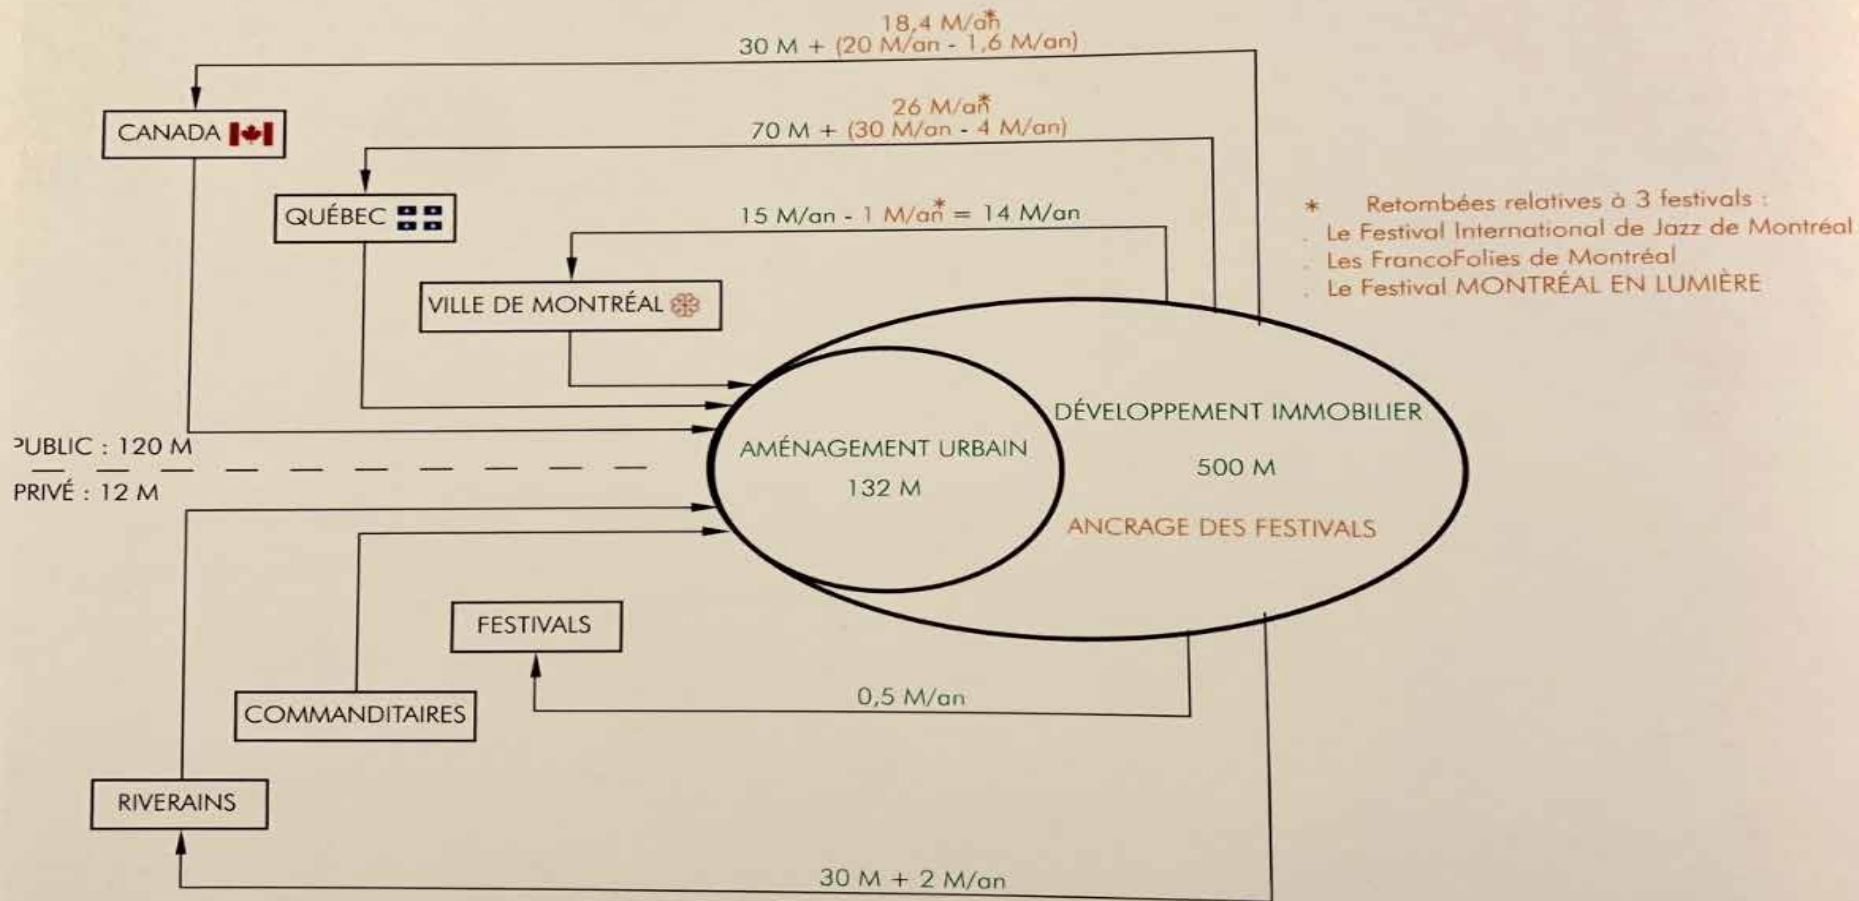 18,4 M/an*
30 M + (20 M/an - 1,6 M/an)
CANADA
26 M/an*
70 M + (30 M/an - 4 M/an)
QUÉBEC
15 M/an - 1 M/an* = 14 M/an
* Retombées relatives à 3 festivals :
. Le Festival International de Jazz de Montréal
. Les FrancoFolies de Montréal
. Le Festival MONTRÉAL EN LUMIÈRE
VILLE DE MONTRÉAL
DÉVELOPPEMENT IMMOBILIER
500 M
ANCRAGE DES FESTIVALS
AMÉNAGEMENT URBAIN
132 M
PUBLIC : 120 M
PRIVÉ : 12 M
FESTIVALS
0,5 M/an
COMMANDITAIRES
RIVERAINS
30 M + 2 M/an